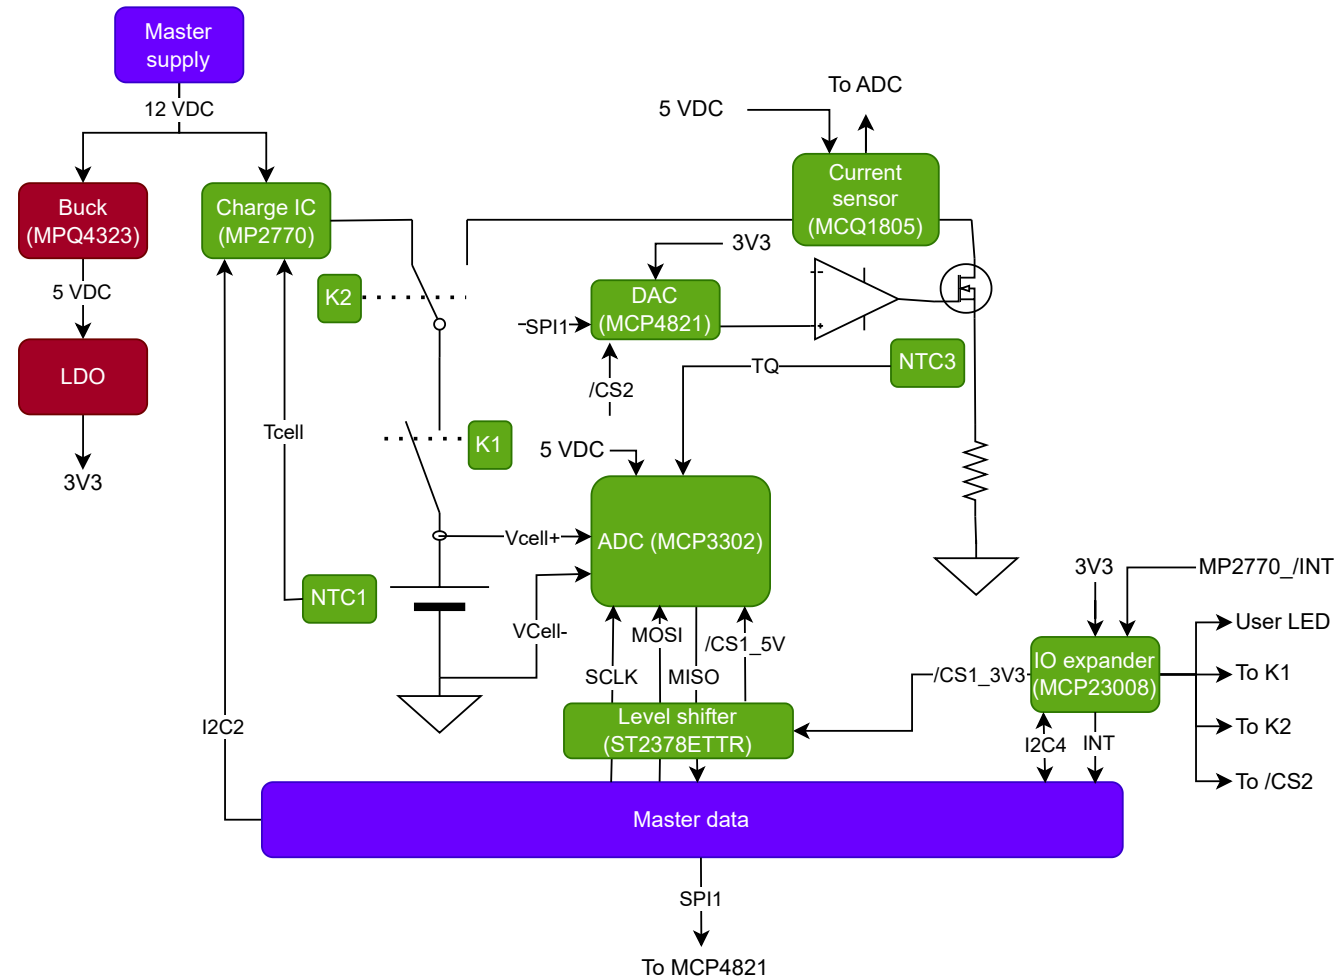 Master
supply
12 VDC
To ADC
5 VDC
Current
sensor
(MCQ1805)
Buck
(MPQ4323)
Charge IC
(MP2770)
3V3
5 VDC
K2
DAC
(MCP4821)
SPI1
/CS2
LDO
TQ
NTC3
Tcell
K1
5 VDC
3V3
ADC (MCP3302)
Vcell+
NTC1
VCell-
MOSI
/CS1_5V
SCLK
MISO
3V3
MP2770_/INT
User LED
IO expander
(MCP23008)
To K1
/CS1_3V3
Level shifter
(ST2378ETTR)
I2C2
I2C4
INT
To K2
To /CS2
Master data
SPI1
To MCP4821